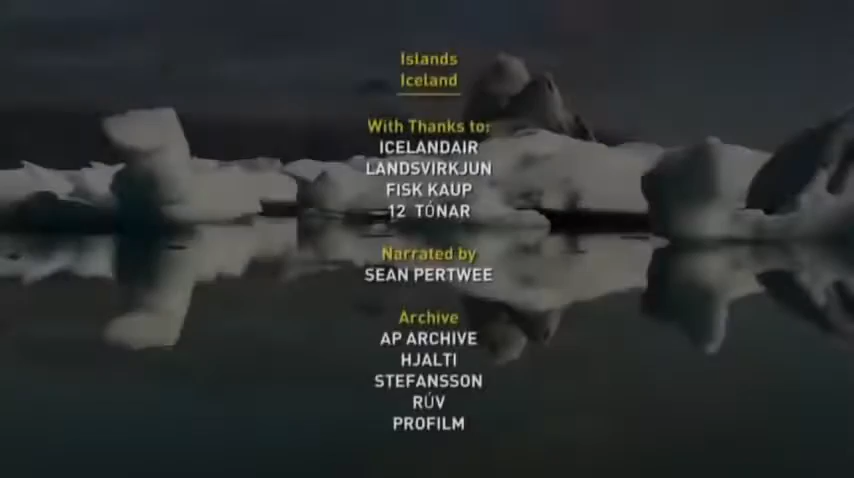 Islands
Iceland
With Thanks to:
ICELANDAIR
LANDSVIRKJUN
FISK KAUP
12 TÓNAR
Narrated by
SEAN PERTWEE
Archive
AP ARCHIVE
HJALTI
STEFANSSON
RÚV
PROFILM